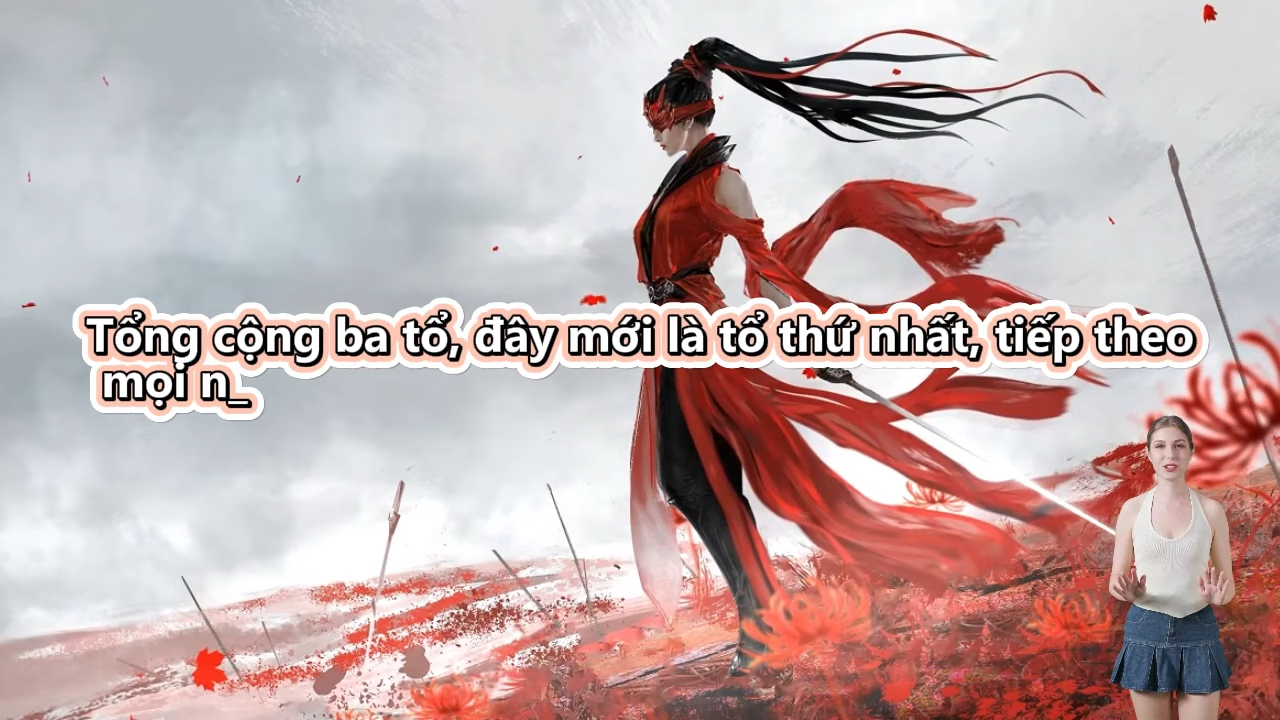 Tổng cộng ba tổ, đây mới là tổ thứ nhất, tiếp theo
mọi n_